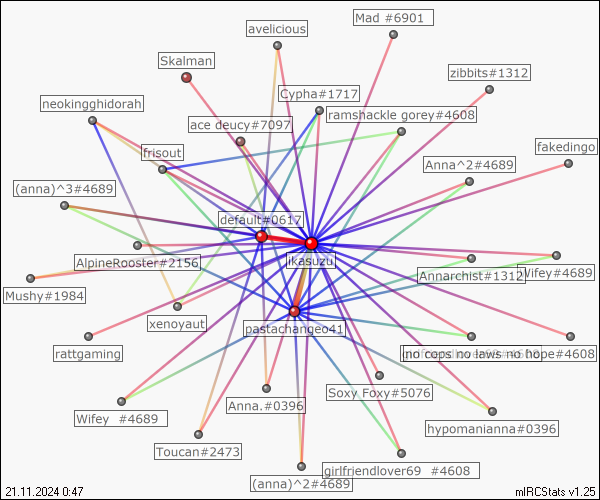 Mad #6901
avelicious
Skalman
zibbits#1312
Cypha#1717
neokingghidorah
ramshackle gorey#4608
ace deucy#7097
fakedingo
frisout
Anna^2#4689
(anna)^3#4689
default#0617
likasuzu
AlpineRooster#2156
Annarchist#1312
Wifey#4689
Mushy#1984
xenoyaut
pastachangeo41
rattgaming
no cops no laws no hope#4608
Soxy Foxy#5076
Anna.#0396
Wifey #4689
hypomanianna#0396
Toucan#2473
girlfriendlover69 #4608
(anna)^2#4689
21.11.2024 0:47
mIRCStats v1.25